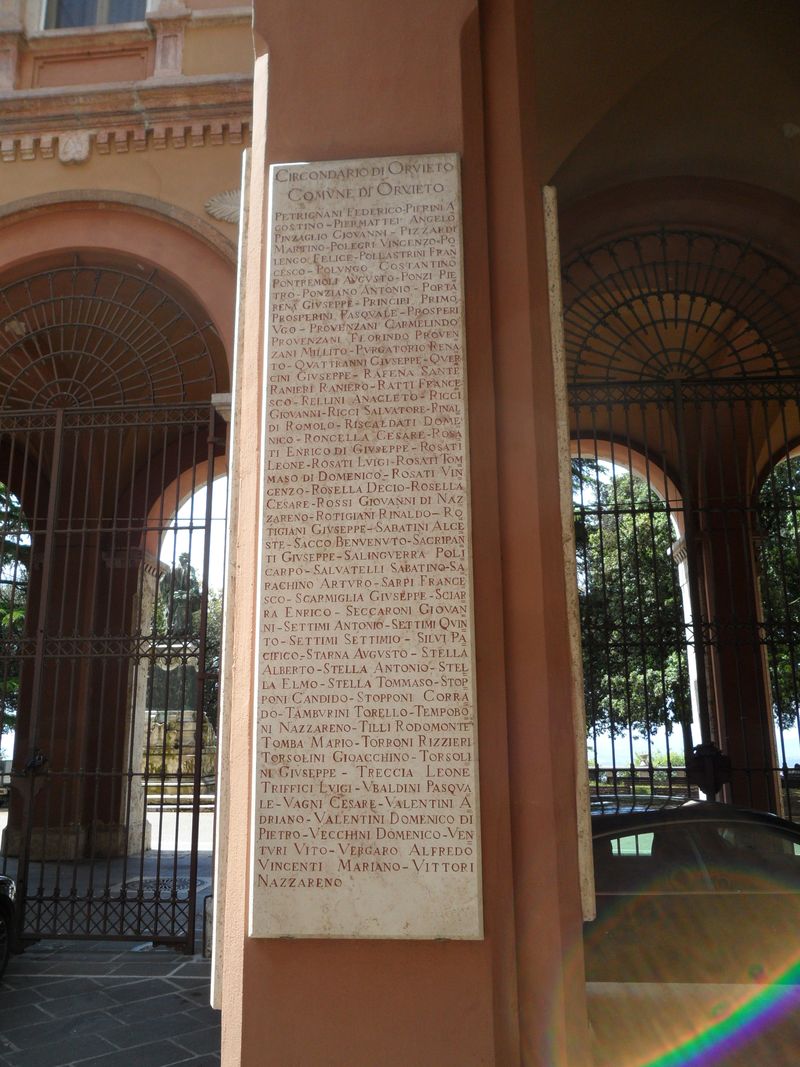 CIRCONDARIO DI ORVIETO
COMVNE DI ORVIETO
PETRIGNANI FEDERICO-PIERINI A
GOSTINO-PIERMATTEI ANGELO
PINZAGLIO GIOVANNI-PIZZARDI
MARTINO-POLEGRI VINCENZO-PO
LENGO FELICE-POLLASTRINI FRAN
CESCO-POLVNGO COSTANTINO
PONTREMOLI AVGVSTO-PONZI PIE
TRO-PONZIANO ANTONIO-PORTA
RENA GIVSEPPE-PRINCIPI PRIMO
PROSPERINI PASQVALE-PROSPERI
VGO-PROVENZANI CARMELINDO
PROVENZANI FLORINDO PROVEN
ZANI MILLITO-PVRGATORIO RENA
TO-QVATTRANNI GIVSEPPE-QVER
CINI GIVSEPPE-RAFENA SANTE
RANIERI RANIERO-RATTI FRANCE
SCO-RELLINI ANACLETO-RICCI
GIOVANNI-RICCI SALVATORE-RINAL
DI ROMOLO-RISCALDATI DOME
NICO-RONCELLA CESARE-ROSA
TI ENRICO DI GIVSEPPE-ROSATI
LEONE-ROSATI LVIGI-ROSATI TOM
MASO DI DOMENICO-ROSATI VIN
CENZO-ROSELLA DECIO-ROSELLA
CESARE-ROSSI GIOVANNI DI NAZ
ZARENO-ROTIGIANI RINALDO-RO
TIGIANI GIVSEPPE-SABATINI ALCE
STE-SACCO BENVENVTO-SACRIPAN
TI GIVSEPPE-SALINGVERRA POLI
CARPO-SALVATELLI SABATINO-SA
RACHINO ARTVRO-SARPI FRANCE
SCO-SCARMIGLIA GIVSEPPE-SCIAR
RA ENRICO-SECCARONI GIOVAN
NI-SETTIMI ANTONIO-SETTIMI QVIN
TO-SETTIMI SETTIMIO-SILVI PA
CIFICO-STARNA AVGVSTO-STELLA
ALBERTO-STELLA ANTONIO-STEL
LA ELMO-STELLA TOMMASO-STOP
PONI CANDIDO-STOPPONI CORRA
DO-TAMBVRINI TORELLO-TEMPOBO
NI NAZZARENO-TILLI RODOMONTE
TOMBA MARIO-TORRONI RIZZIERI
TORSOLINI GIOACCHINO-TORSOLI
NI GIVSEPPE-TRECCIA LEONE
TRIFFICI LVIGI-VBALDINI PASQVA
LE-VAGNI CESARE-VALENTINI A
DRIANO-VALENTINI DOMENICO DI
PIETRO-VECCHINI DOMENICO-VEN
TVRI VITO-VERGARO ALFREDO
VINCENTI MARIANO-VITTORI
NAZZARENO